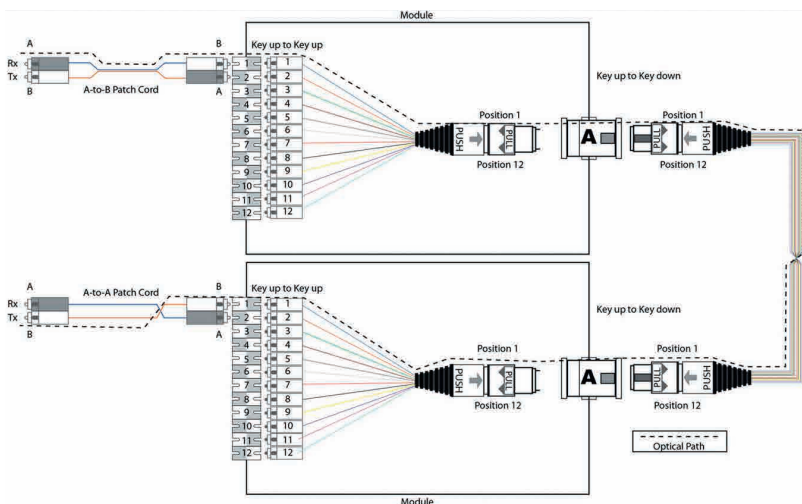 Module
A
B
Key up to Key up
Rx
Tx
B
A-to-B Patch Cord
A
Key up to Key down
1 1
2 2
3 3
4 4
5 5
6 6
7 7
8 8
9 9
10 10
11 11
12 12
Position 1
Position 1
PUSH
PULL
A
PULL
PUSH
Position 12
Position 12
A
A-to-A Patch Cord
B
Key up to Key up
Rx
Tx
B
A
Key up to Key down
1 1
2 2
3 3
4 4
5 5
6 6
7 7
8 8
9 9
10 10
11 11
12 12
Position 1
Position 1
PUSH
PULL
A
PULL
PUSH
Position 12
Position 12
Optical Path
Module